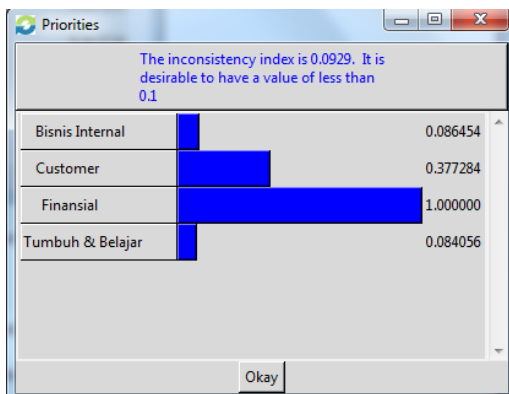 Priorities
The inconsistency index is 0.0929. It is
desirable to have a value of less than
0.1
Bisnis Internal 0.086454
Customer 0.377284
Finansial 1.000000
Tumbuh & Belajar 0.084056
Okay